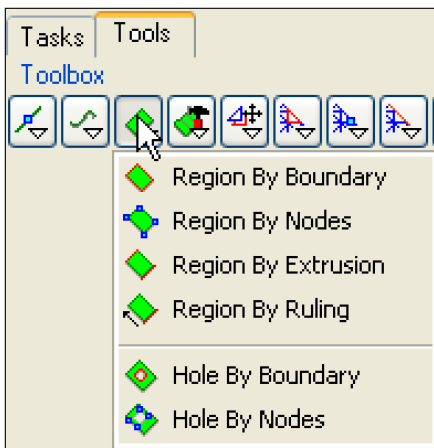 Tasks Tools
Toolbox
Region By Boundary
Region By Nodes
Region By Extrusion
Region By Ruling
Hole By Boundary
Hole By Nodes